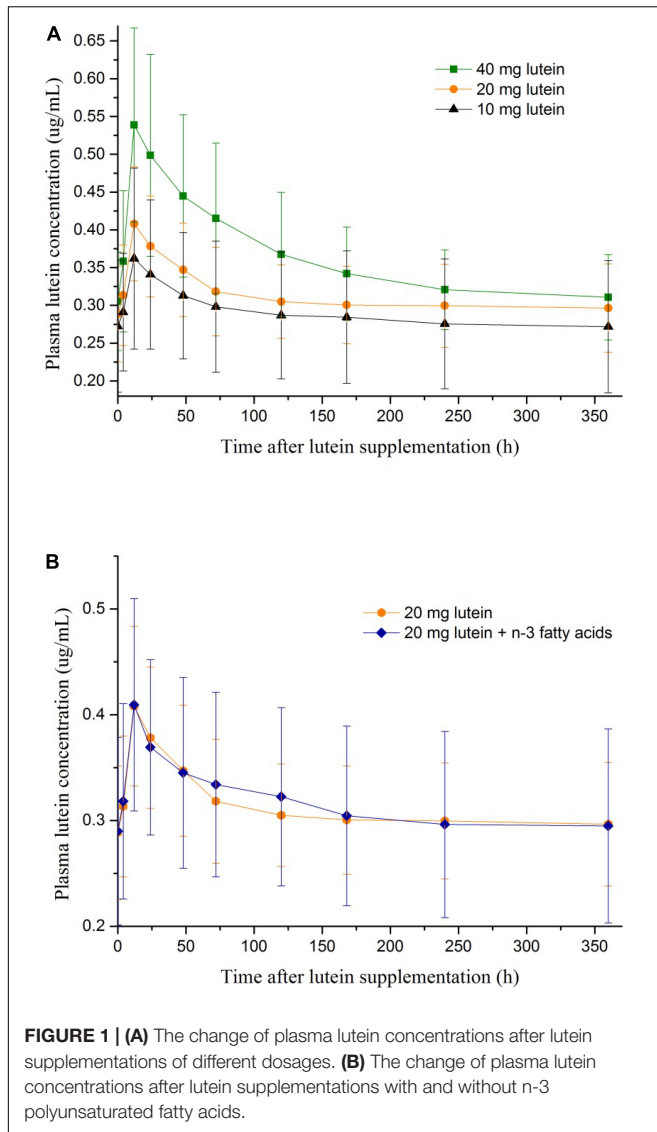 A
0.65
0.60
0.55
0.50
0.45
0.40
0.35
0.30
0.25
0.20
Plasma lutein concentration (ug/mL)
40 mg lutein
20 mg lutein
10 mg lutein
0 50 100 150 200 250 300 350
Time after lutein supplementation (h)
B
0.5
0.4
0.3
0.2
Plasma lutein concentration (ug/mL)
20 mg lutein
20 mg lutein + n-3 fatty acids
0 50 100 150 200 250 300 350
Time after lutein supplementation (h)
FIGURE 1 | (A) The change of plasma lutein concentrations after lutein
supplementations of different dosages. (B) The change of plasma lutein
concentrations after lutein supplementations with and without n-3
polyunsaturated fatty acids.